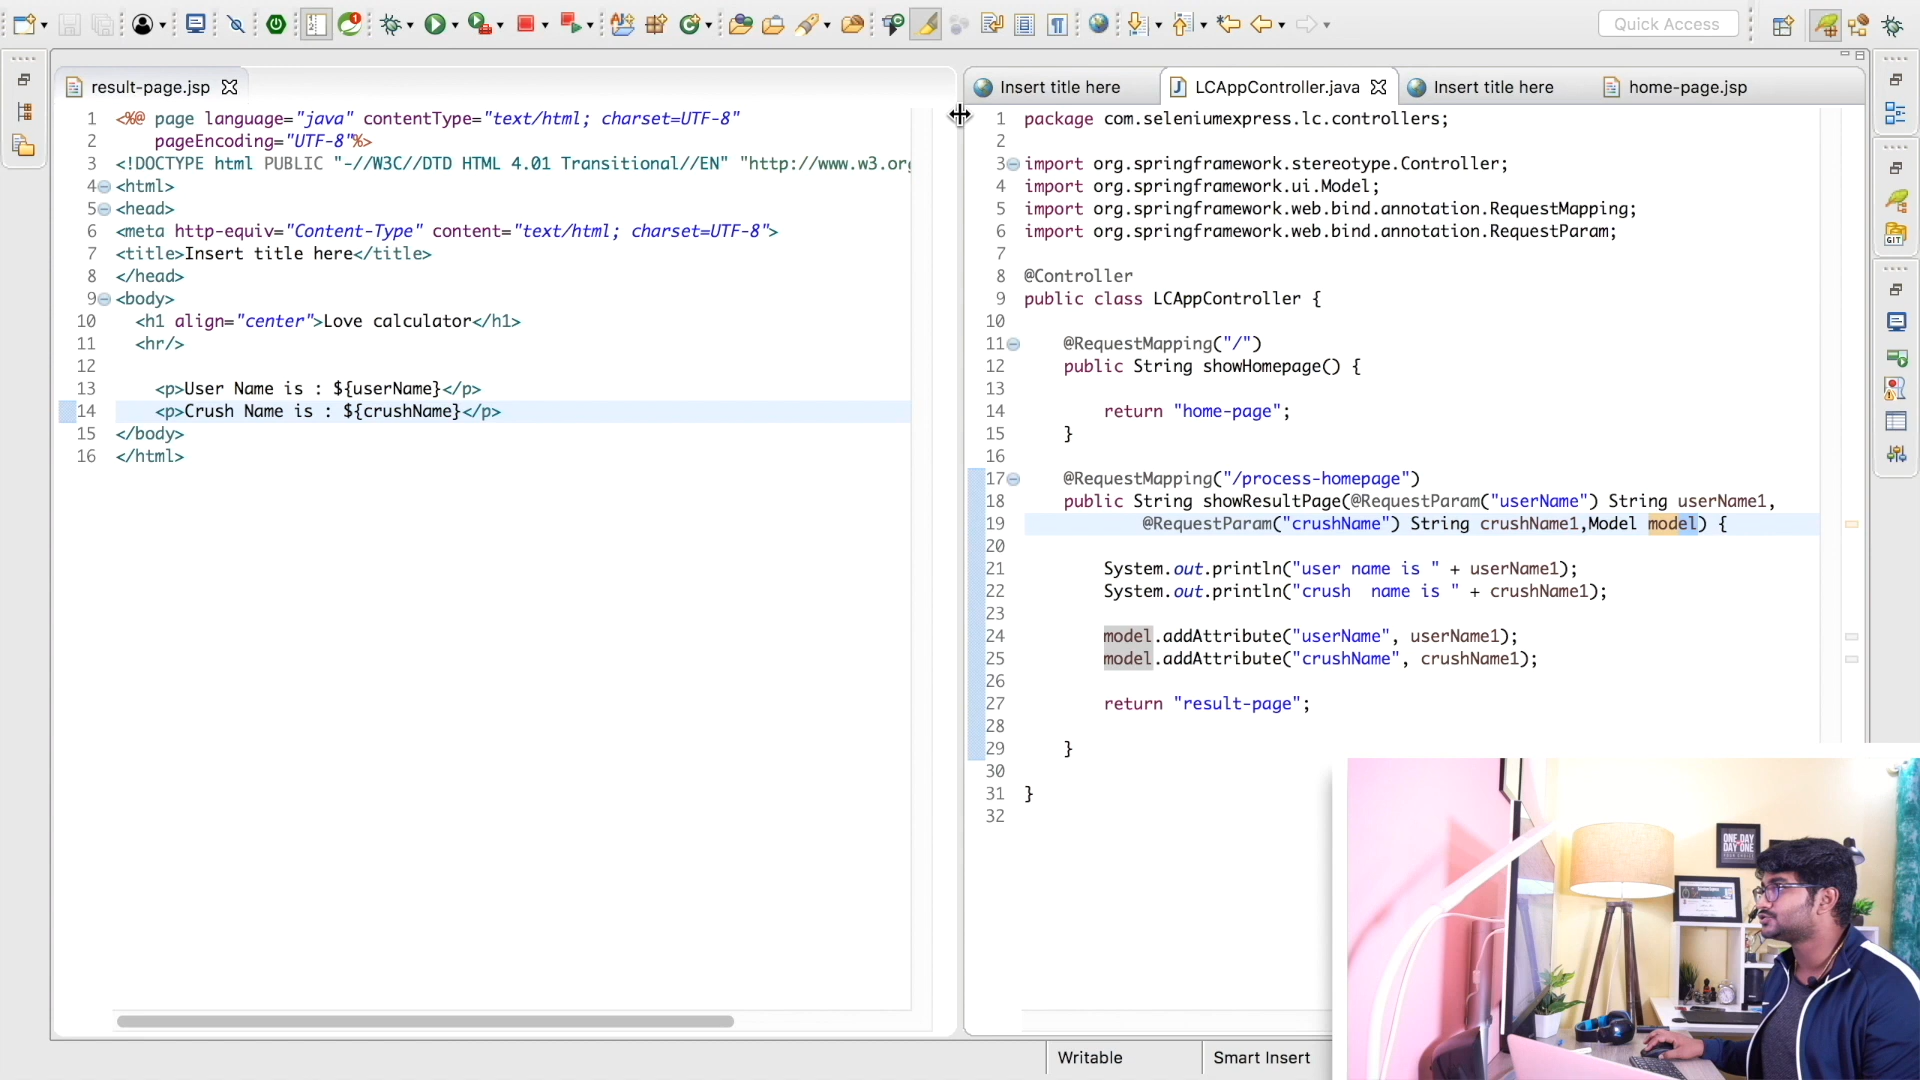 Quick Access
result-page.jsp
1 <%@ page language="java" contentType="text/html; charset=UTF-8"
2 pageEncoding="UTF-8"%>
3 <!DOCTYPE html PUBLIC "-//W3C//DTD HTML 4.01 Transitional//EN" "http://www.w3.org
4 <html>
5 <head>
6 <meta http-equiv="Content-Type" content="text/html; charset=UTF-8">
7 <title>Insert title here</title>
8 </head>
9 <body>
10 <h1 align="center">Love calculator</h1>
11 <hr/>
12
13 <p>User Name is : ${userName}</p>
14 <p>Crush Name is : ${crushName}</p>
15 </body>
16 </html>
Insert title here
LCAppController.java
Insert title here
home-page.jsp
1 package com.seleniumexpress.lc.controllers;
2
3 import org.springframework.stereotype.Controller;
4 import org.springframework.ui.Model;
5 import org.springframework.web.bind.annotation.RequestMapping;
6 import org.springframework.web.bind.annotation.RequestParam;
7
8 @Controller
9 public class LCAppController {
10
11 @RequestMapping("/")
12 public String showHomepage() {
13
14 return "home-page";
15 }
16
17 @RequestMapping("/process-homepage")
18 public String showResultPage(@RequestParam("userName") String userName1,
19 @RequestParam("crushName") String crushName1,Model model) {
20
21 System.out.println("user name is " + userName1);
22 System.out.println("crush  name is " + crushName1);
23
24 model.addAttribute("userName", userName1);
25 model.addAttribute("crushName", crushName1);
26
27 return "result-page";
28
29 }
30
31 }
32
ONE DAY
DAY ONE
Writable
Smart Insert